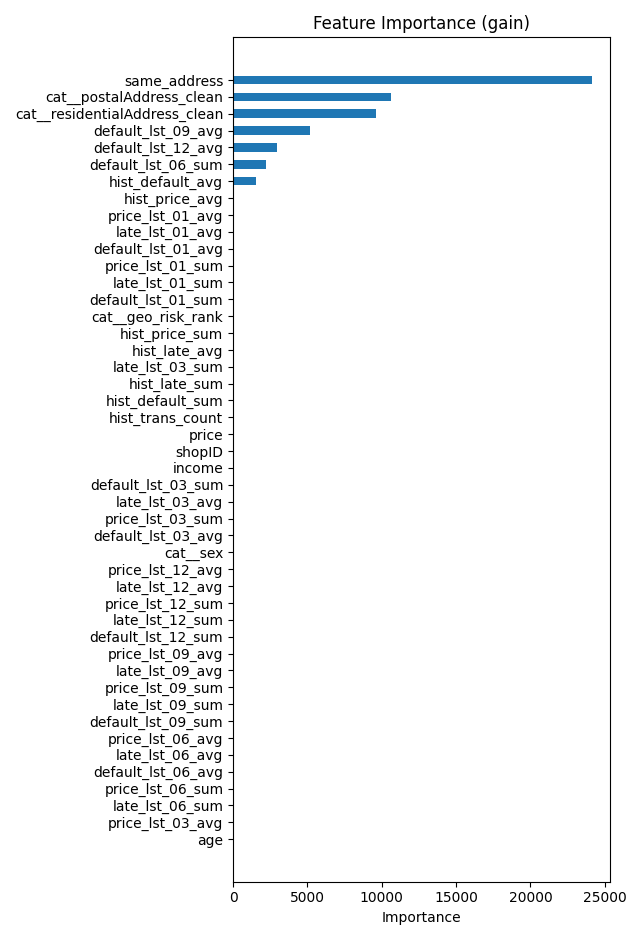 Feature Importance (gain)
same_address
cat__postalAddress_clean
cat__residentialAddress_clean
default_lst_09_avg
default_lst_12_avg
default_lst_06_sum
hist_default_avg
hist_price_avg
price_lst_01_avg
late_lst_01_avg
default_lst_01_avg
price_lst_01_sum
late_lst_01_sum
default_lst_01_sum
cat__geo_risk_rank
hist_price_sum
hist_late_avg
late_lst_03_sum
hist_late_sum
hist_default_sum
hist_trans_count
price
shopID
income
default_lst_03_sum
late_lst_03_avg
price_lst_03_sum
default_lst_03_avg
cat__sex
price_lst_12_avg
late_lst_12_avg
price_lst_12_sum
late_lst_12_sum
default_lst_12_sum
price_lst_09_avg
late_lst_09_avg
price_lst_09_sum
late_lst_09_sum
default_lst_09_sum
price_lst_06_avg
late_lst_06_avg
default_lst_06_avg
price_lst_06_sum
late_lst_06_sum
price_lst_03_avg
age
0 5000 10000 15000 20000 25000
Importance